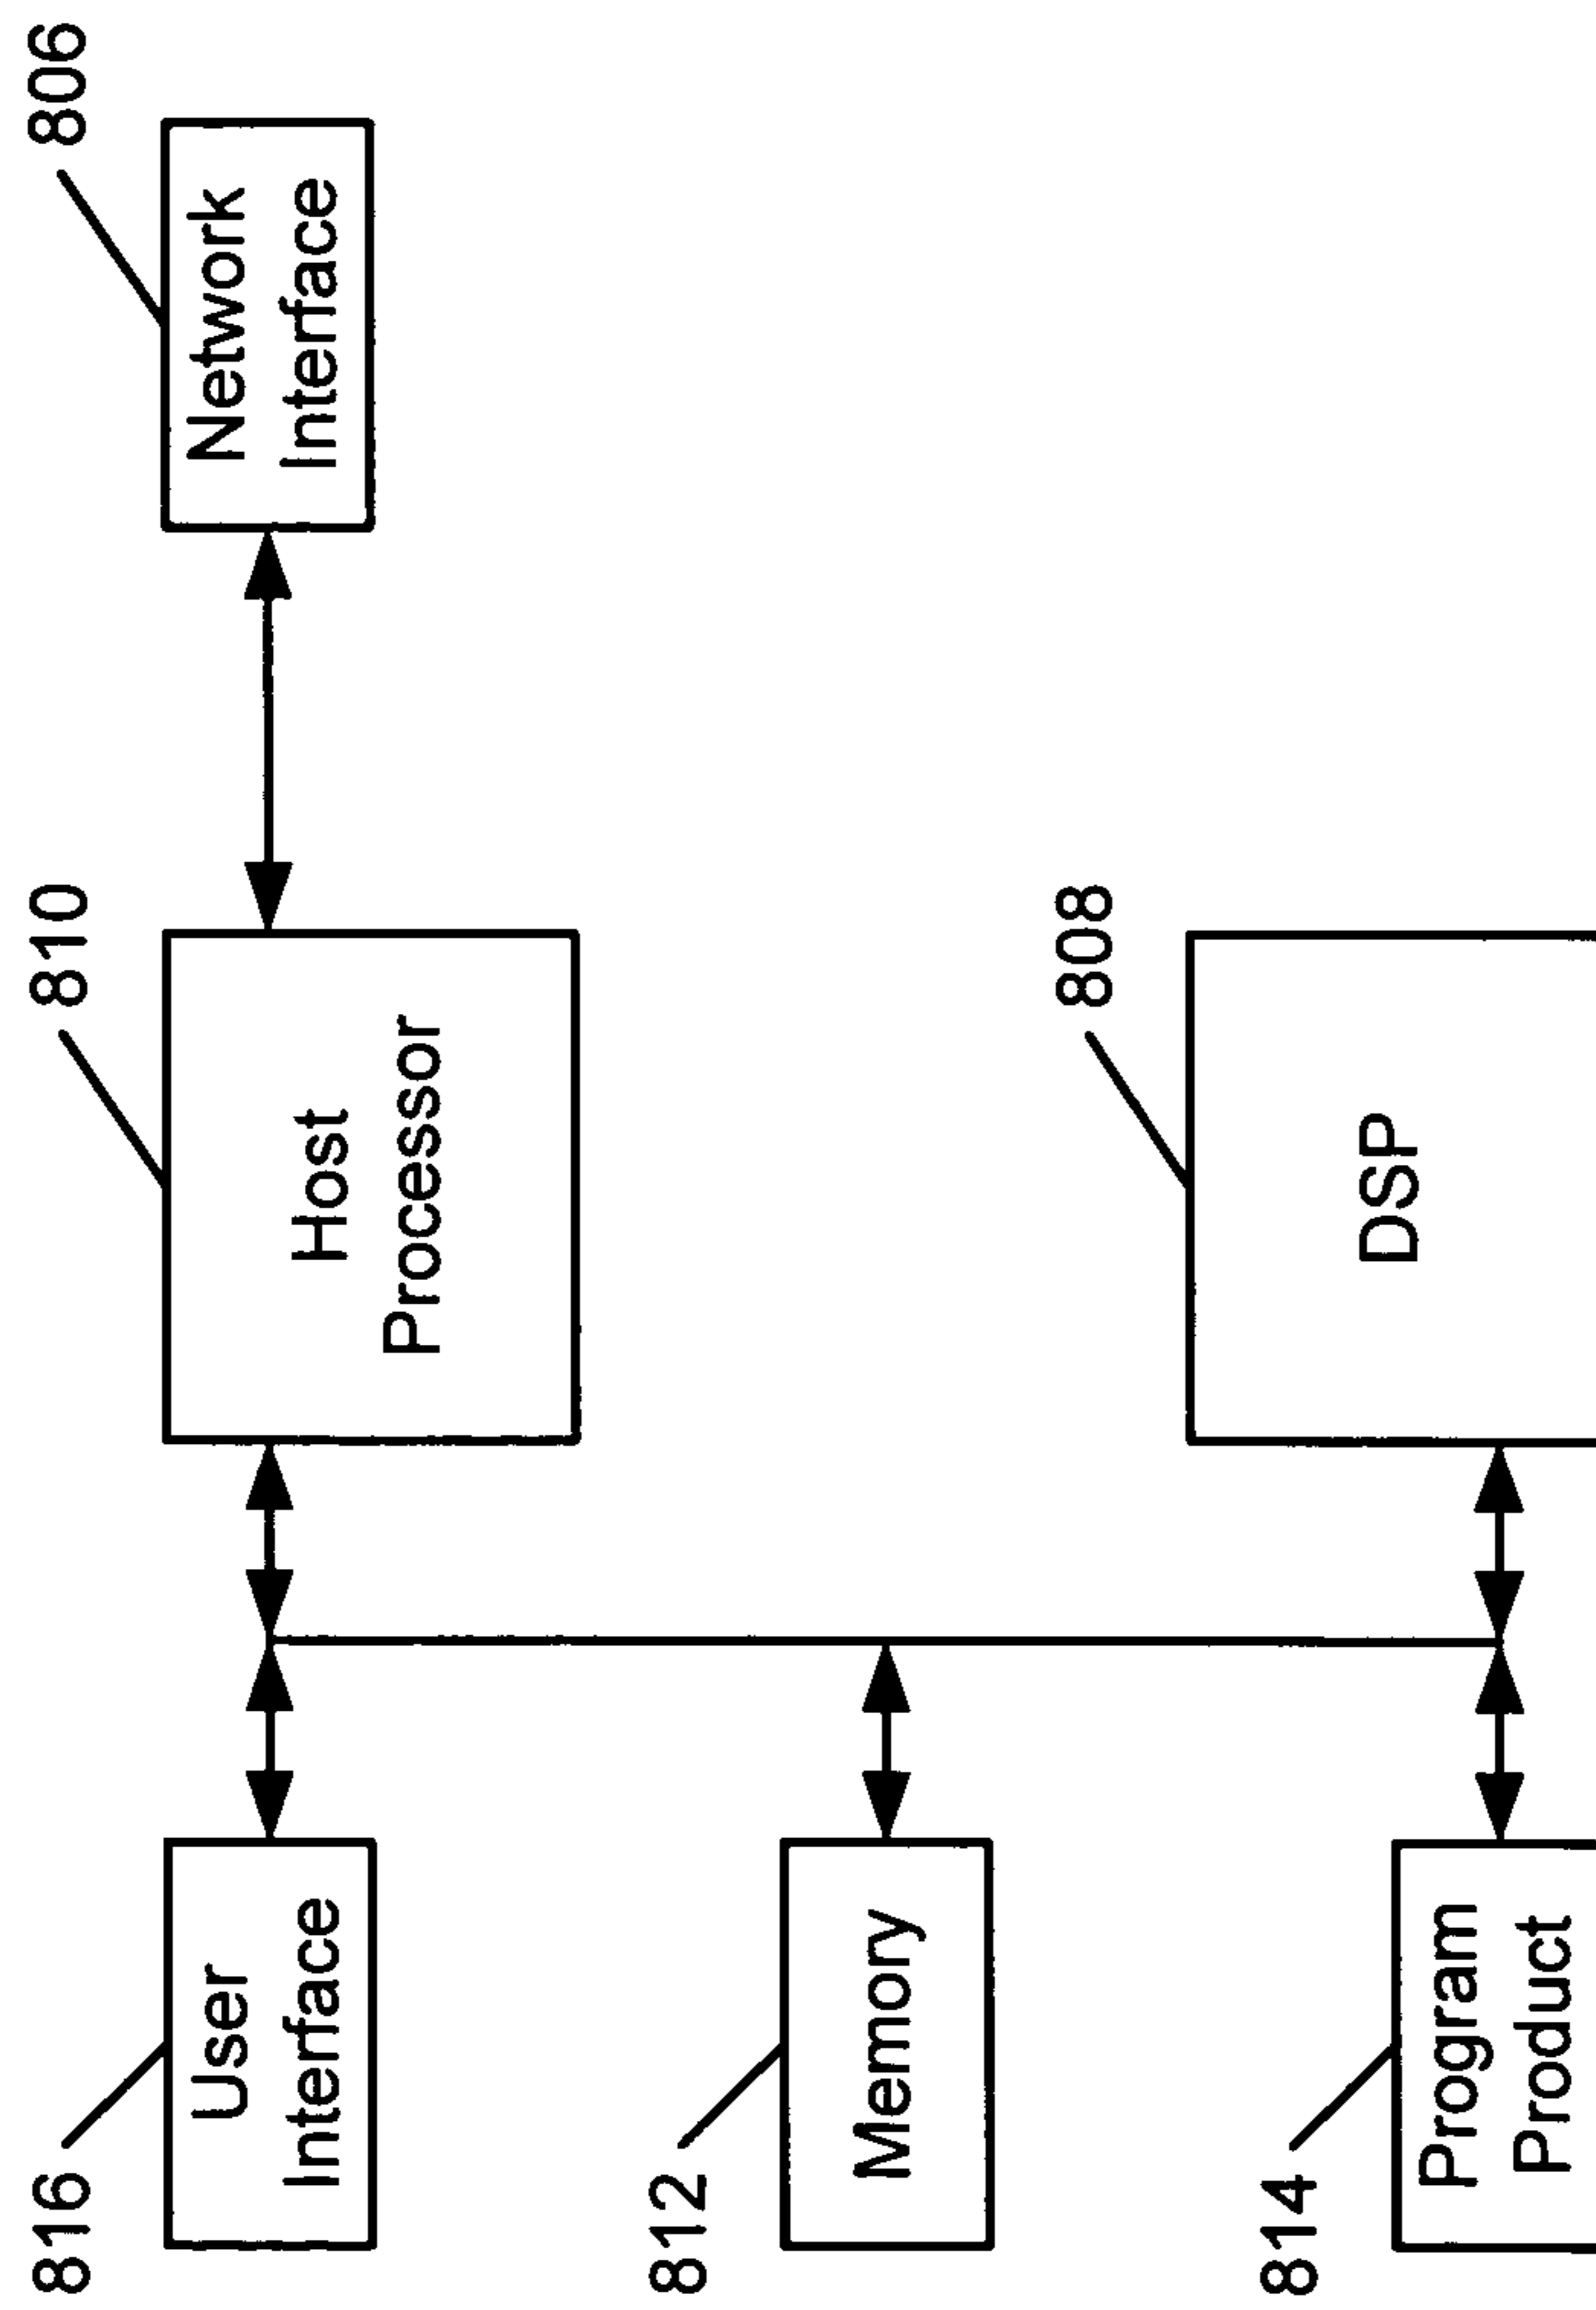 816
User
Interface
810
Host
Processor
806
Network
Interface
812
Memory
808
DSP
814
Program
Product